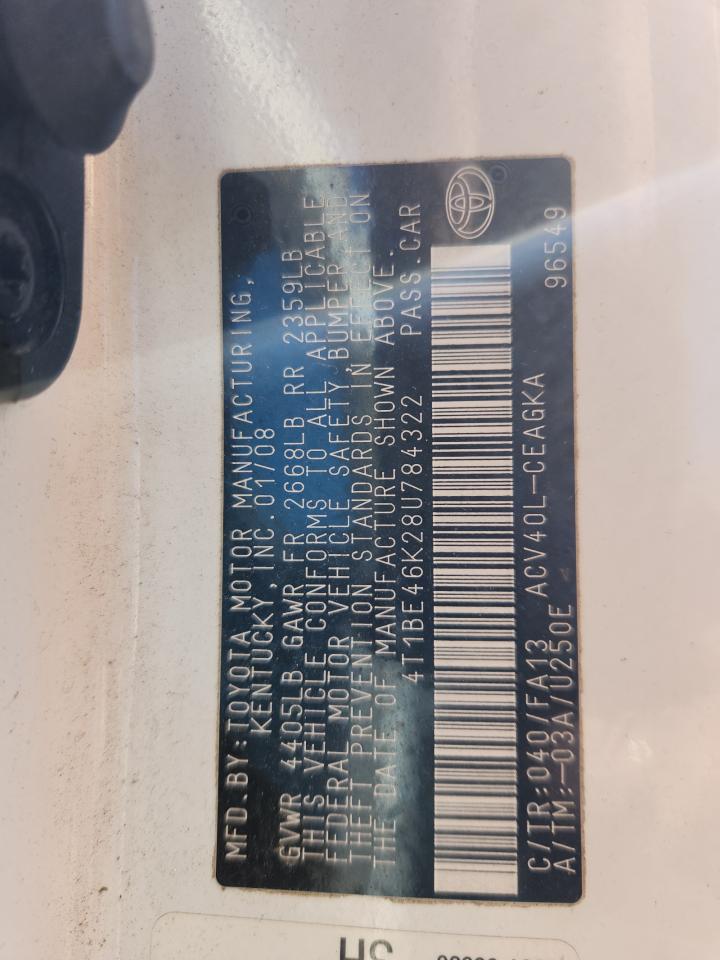 MFD.BY:TOYOTA MOTOR MANUFACTURING,
KENTUCKY,INC.01/08
GVWR 4405LB GAWR FR 2668LB RR 2359LB
THIS VEHICLE CONFORMS TO ALL APPLICABLE
FEDERAL MOTOR VEHICLE SAFETY,BUMPER,AND
THEFT PREVENTION STANDARDS IN EFFECT ON
THE DATE OF MANUFACTURE SHOWN ABOVE.
4T1BE46K28U784322 PASS.CAR
C/TR:040/FA13 ACV40L-CEAGKA 96549
A/TM:-03A/U250E